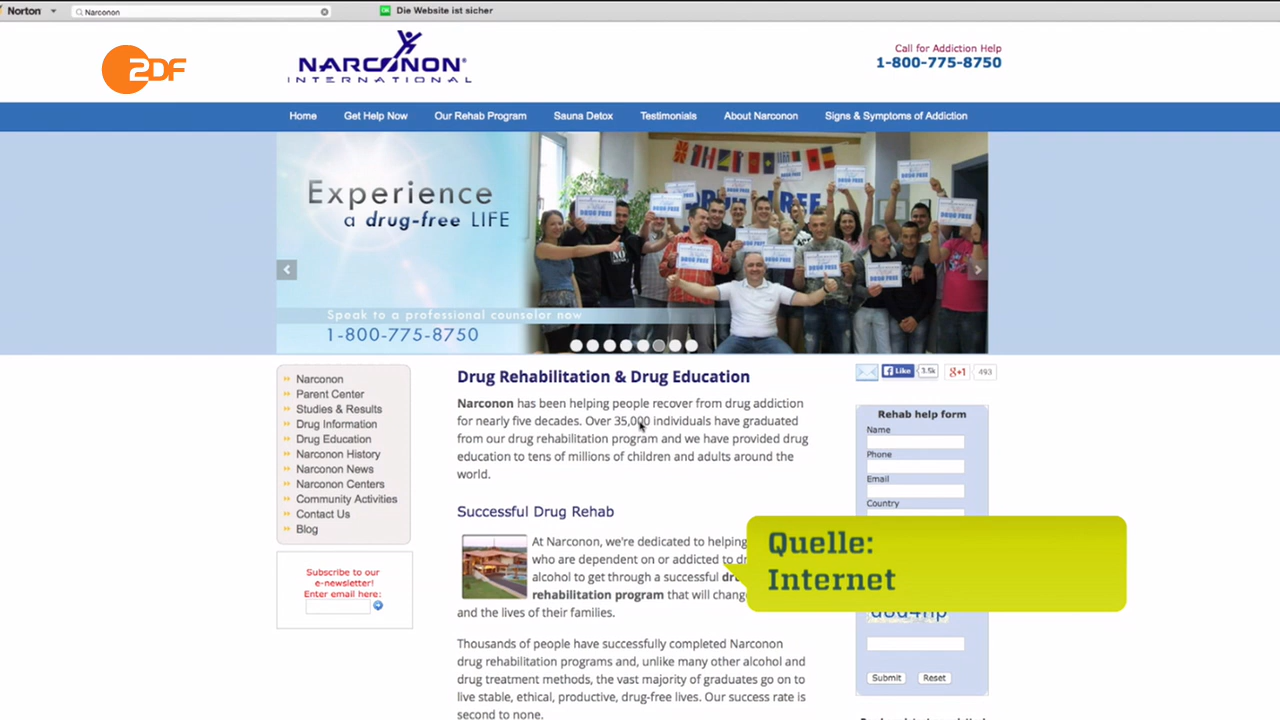 Norton
Narconon
Die Website ist sicher
ZDF
NARCONON®
INTERNATIONAL
Call for Addiction Help
1-800-775-8750
Home Get Help Now Our Rehab Program Sauna Detox Testimonials About Narconon Signs & Symptoms of Addiction
Experience
a drug-free LIFE
Speak to a professional counselor now
1-800-775-8750
Narconon
Parent Center
Studies & Results
Drug Information
Drug Education
Narconon History
Narconon News
Narconon Centers
Community Activities
Contact Us
Blog
Subscribe to our
e-newsletter!
Enter email here:
Drug Rehabilitation & Drug Education
Narconon has been helping people recover from drug addiction
for nearly five decades. Over 35,000 individuals have graduated
from our drug rehabilitation program and we have provided drug
education to tens of millions of children and adults around the
world.
Successful Drug Rehab
At Narconon, we're dedicated to helping
who are dependent on or addicted to
alcohol to get through a successful
rehabilitation program that will
and the lives of their families.
Thousands of people have successfully completed Narconon
drug rehabilitation programs and, unlike many other alcohol and
drug treatment methods, the vast majority of graduates go on to
live stable, ethical, productive, drug-free lives. Our success rate is
second to none.
Like 3.5k
g+1 493
Rehab help form
Name
Phone
Email
Country
Quelle:
Internet
Submit Reset